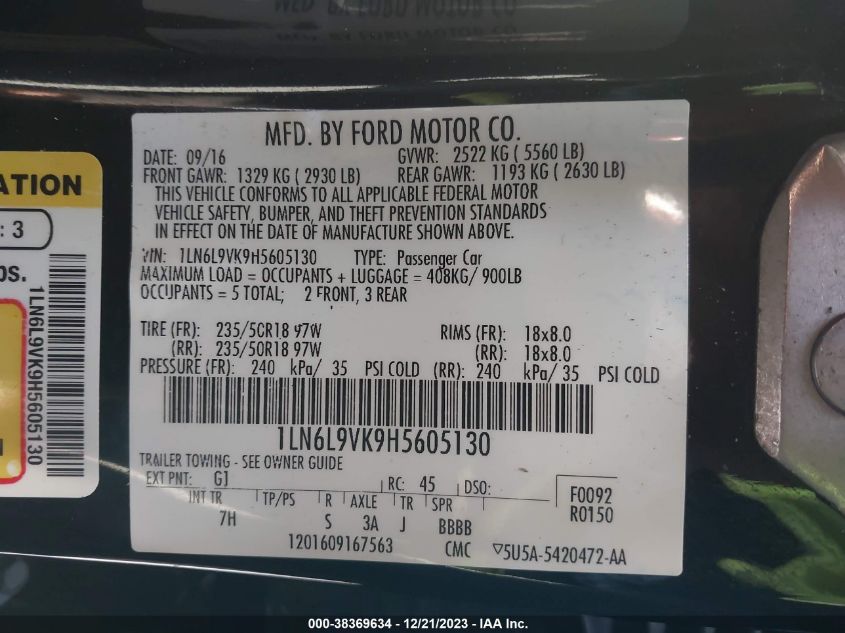 MFD. BY FORD MOTOR CO.
DATE: 09/16 GVWR: 2522 KG ( 5560 LB)
FRONT GAWR: 1329 KG ( 2930 LB) REAR GAWR: 1193 KG ( 2630 LB)
THIS VEHICLE CONFORMS TO ALL APPLICABLE FEDERAL MOTOR
VEHICLE SAFETY, BUMPER, AND THEFT PREVENTION STANDARDS
IN EFFECT ON THE DATE OF MANUFACTURE SHOWN ABOVE.
VIN: 1LN6L9VK9H5605130 TYPE: Passenger Car
MAXIMUM LOAD = OCCUPANTS + LUGGAGE = 408KG/ 900LB
OCCUPANTS = 5 TOTAL; 2 FRONT, 3 REAR
TIRE (FR): 235/50R18 97W RIMS (FR): 18x8.0
(RR): 235/50R18 97W (RR): 18x8.0
PRESSURE (FR): 240 kPa/ 35 PSI COLD (RR): 240 kPa/ 35 PSI COLD
1LN6L9VK9H5605130
TRAILER TOWING - SEE OWNER GUIDE
EXT PNT: G1 RC: 45 DSO: F0092
INT TR TP/PS R AXLE TR SPR R0150
7H S 3A J BBBB
1201609167563 CMC ▽5U5A-5420472-AA
ATION
: 3
os.
1LN6L9VK9H5605130
000-38369634 - 12/21/2023 - IAA Inc.